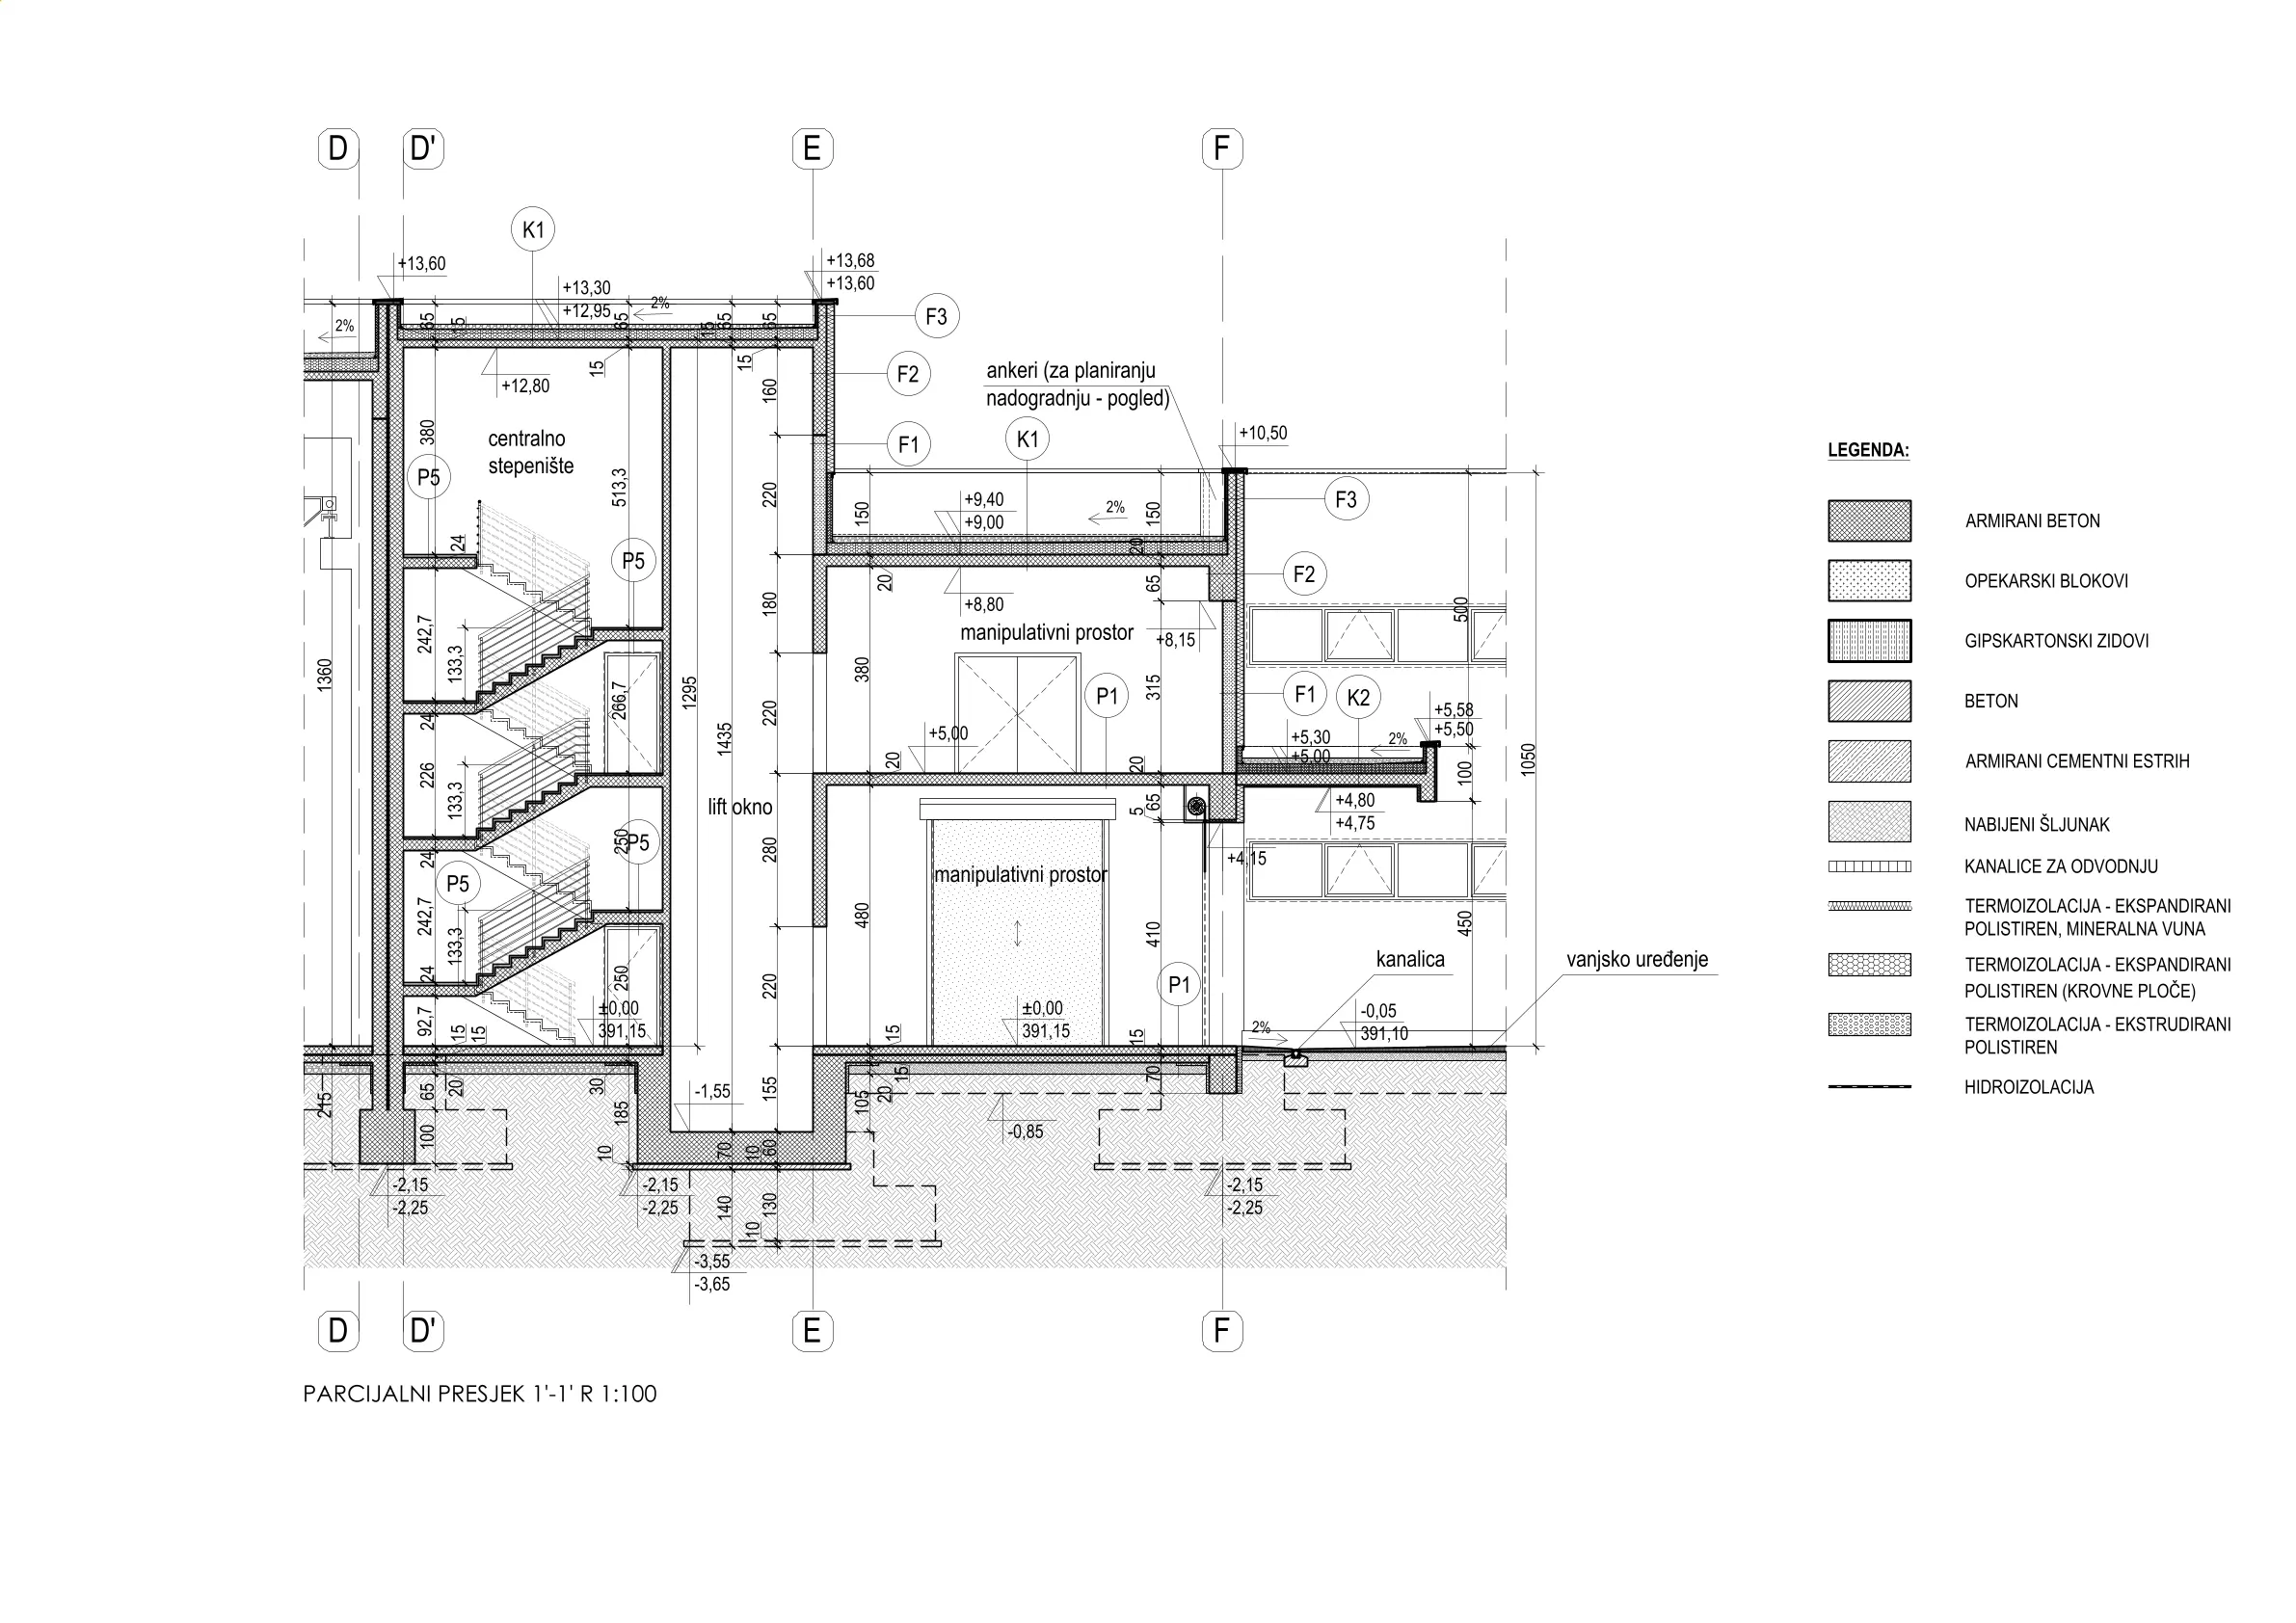 D
D'
E
F
K1
+13,60
+13,68
+13,60
+13,30
+12,95
2%
2%
65
15
65
15
65
65
F3
F2
F1
15
15
+12,80
160
380
centralno
stepenište
P5
513,3
220
24
P5
ankeri (za planiranju
nadogradnju - pogled)
K1
+10,50
F3
150
+9,40
+9,00
2%
150
20
20
65
F2
+8,80
+8,15
180
manipulativni prostor
242,7
133,3
1360
1295
266,7
380
315
P1
F1
K2
500
220
+5,00
20
20
+5,30
+5,00
2%
+5,58
+5,50
24
1435
226
133,3
100
1050
lift okno
65
5
+4,80
+4,75
+4,15
250
P5
280
24
P5
manipulativni prostor
480
410
450
242,7
133,3
24
250
220
kanalica
vanjsko uređenje
P1
±0,00
391,15
±0,00
391,15
-0,05
391,10
2%
92,7
15
15
15
15
65
20
30
215
185
-1,55
155
105
15
20
70
-0,85
100
10
70
10
60
-2,15
-2,25
-2,15
-2,25
-2,15
-2,25
140
130
10
-3,55
-3,65
D
D'
E
F
PARCIJALNI PRESJEK 1'-1' R 1:100
LEGENDA:
ARMIRANI BETON
OPEKARSKI BLOKOVI
GIPSKARTONSKI ZIDOVI
BETON
ARMIRANI CEMENTNI ESTRIH
NABIJENI ŠLJUNAK
KANALICE ZA ODVODNJU
TERMOIZOLACIJA - EKSPANDIRANI
POLISTIREN, MINERALNA VUNA
TERMOIZOLACIJA - EKSPANDIRANI
POLISTIREN (KROVNE PLOČE)
TERMOIZOLACIJA - EKSTRUDIRANI
POLISTIREN
HIDROIZOLACIJA